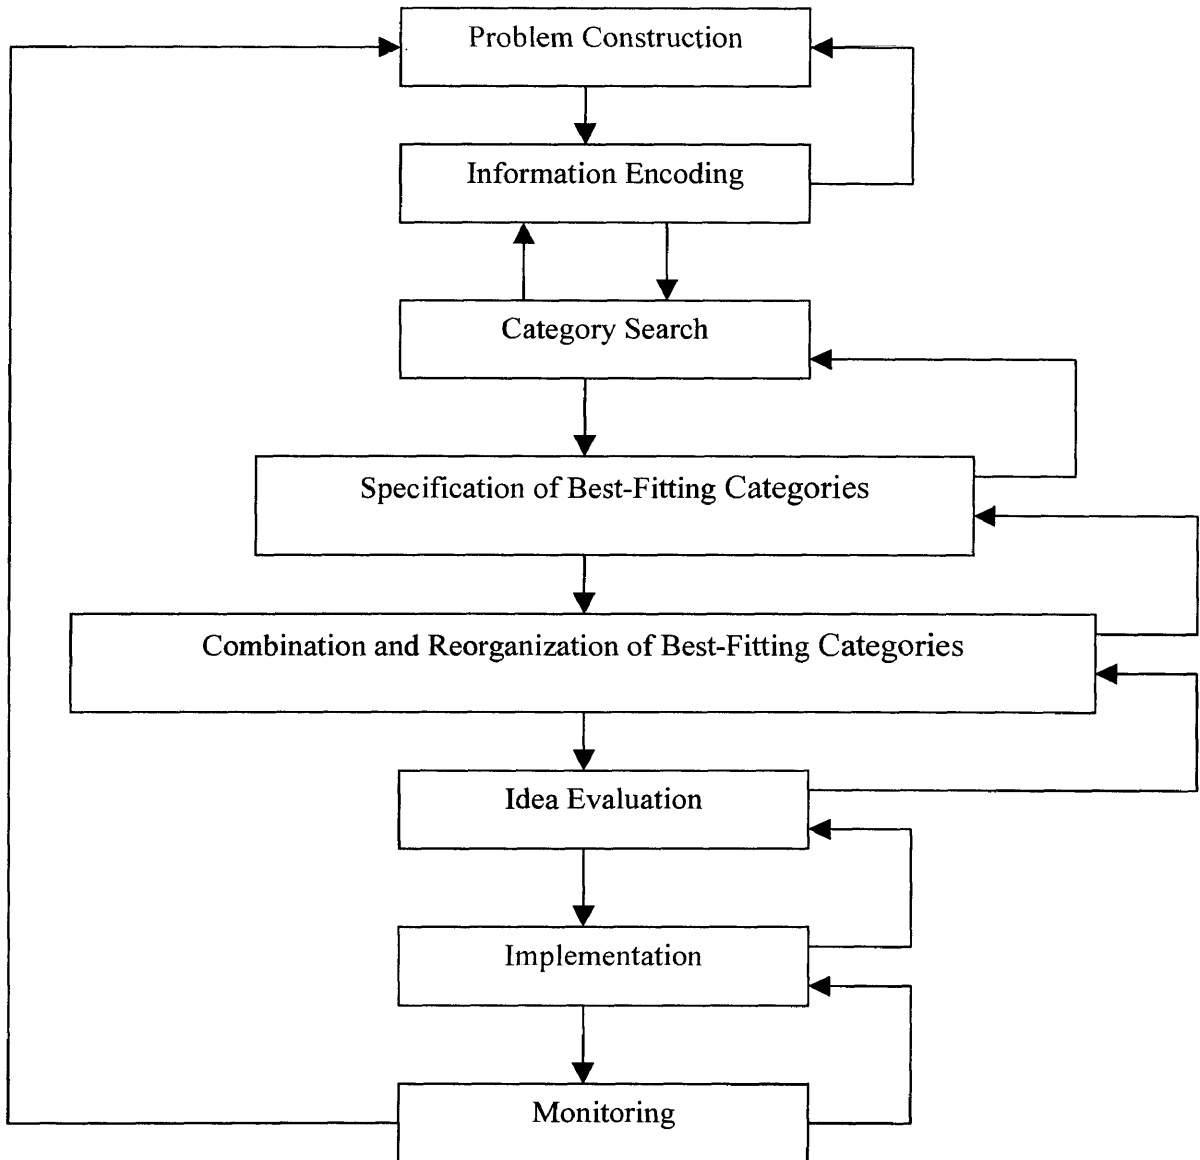 Problem Construction
Information Encoding
Category Search
Specification of Best-Fitting Categories
Combination and Reorganization of Best-Fitting Categories
Idea Evaluation
Implementation
Monitoring